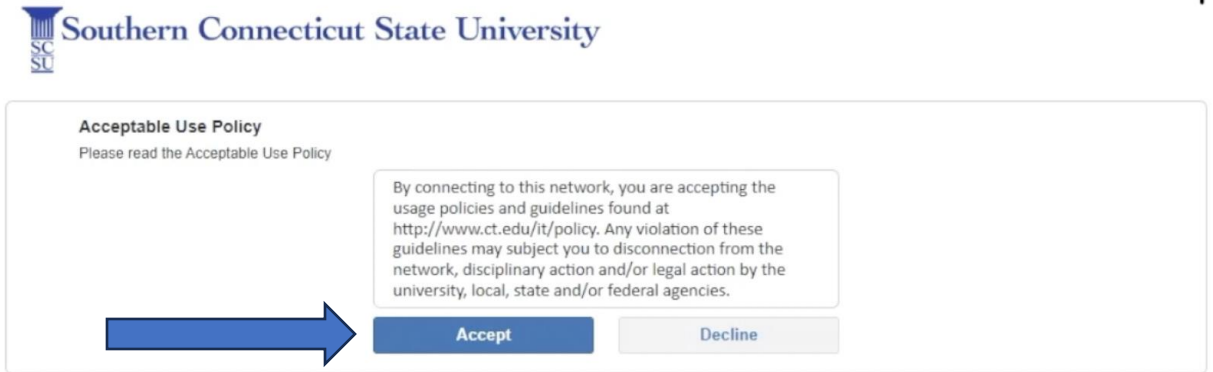 SC
SU
Southern Connecticut State University
Acceptable Use Policy
Please read the Acceptable Use Policy
By connecting to this network, you are accepting the
usage policies and guidelines found at
http://www.ct.edu/it/policy. Any violation of these
guidelines may subject you to disconnection from the
network, disciplinary action and/or legal action by the
university, local, state and/or federal agencies.
Accept
Decline